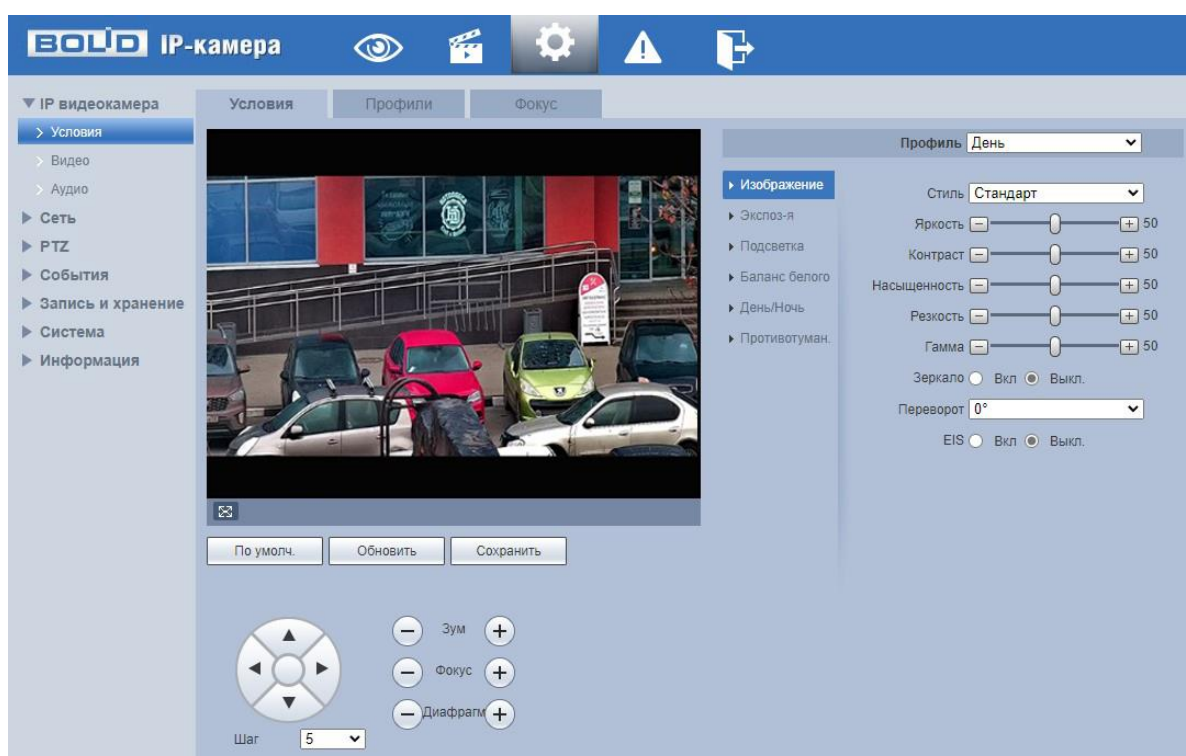 BOLID IP-камера
IP видеокамера
Условия
Видео
Аудио
Сеть
PTZ
События
Запись и хранение
Система
Информация
Условия
Профили
Фокус
По умолч.
Обновить
Сохранить
Зум
Фокус
Диафрагм
Шаг 5
Профиль День
Изображение
Экспоз-я
Подсветка
Баланс белого
День/Ночь
Противотуман.
Стиль Стандарт
Яркость 50
Контраст 50
Насыщенность 50
Резкость 50
Гамма 50
Зеркало Вкл Выкл.
Переворот 0°
EIS Вкл Выкл.